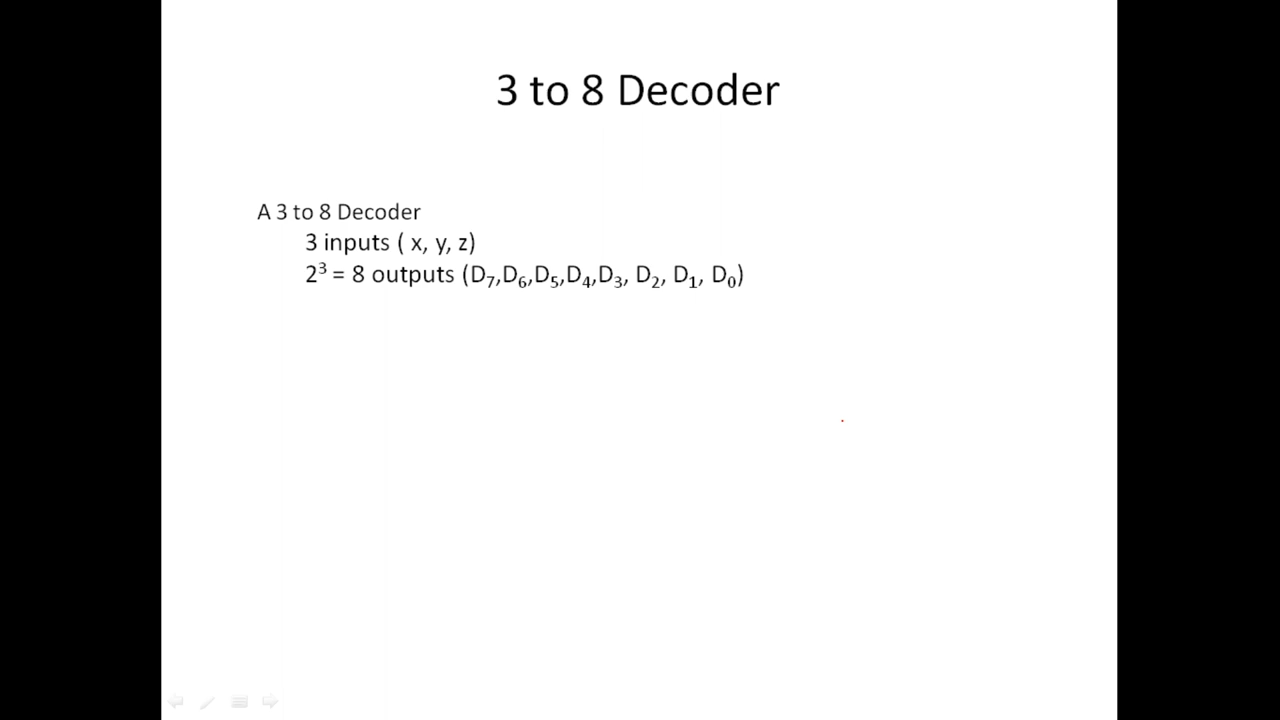 3 to 8 Decoder
A 3 to 8 Decoder
3 inputs ( x, y, z)
2³ = 8 outputs (D₇,D₆,D₅,D₄,D₃, D₂, D₁, D₀)